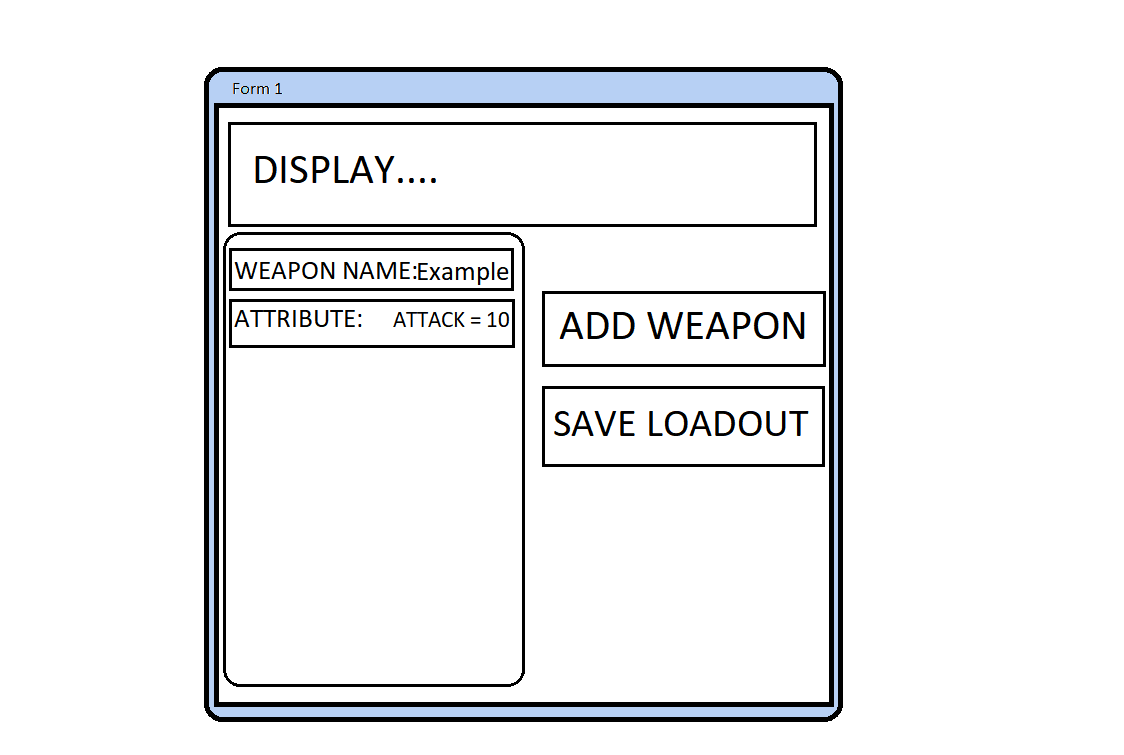 Form 1
DISPLAY....
WEAPON NAME:Example
ATTRIBUTE: ATTACK = 10
ADD WEAPON
SAVE LOADOUT